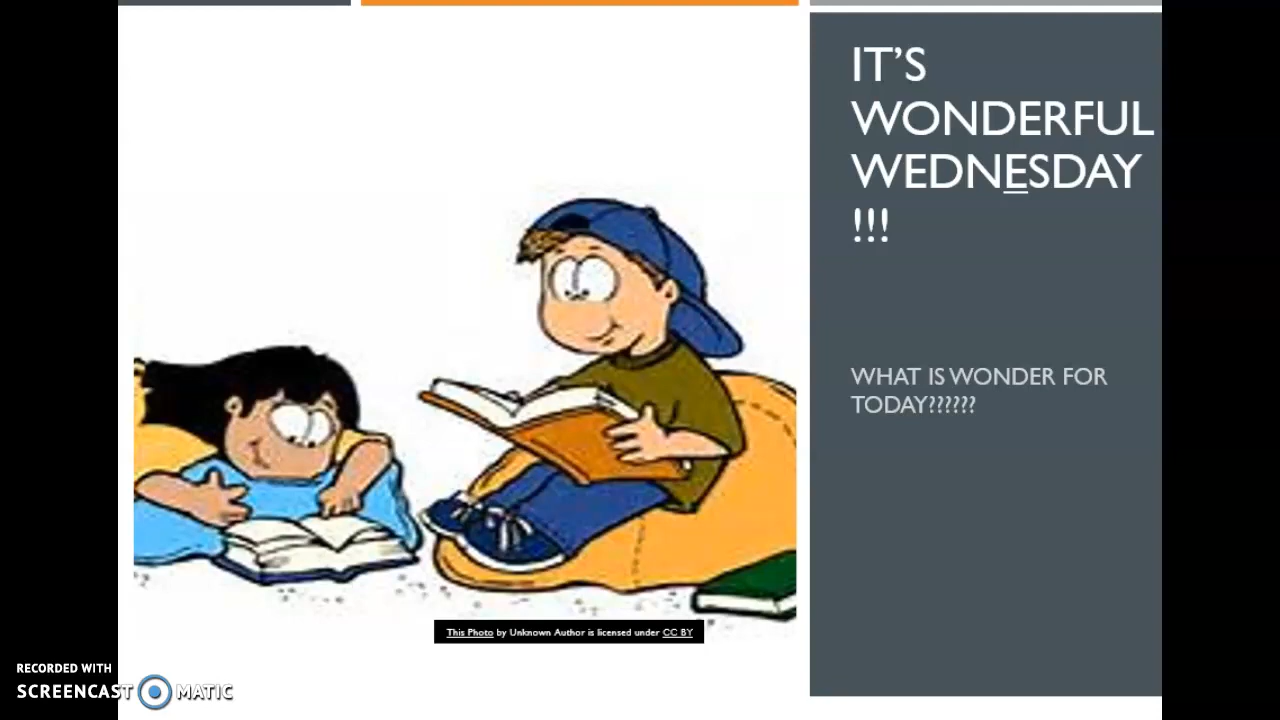 IT'S
WONDERFUL
WEDNESDAY
!!!
WHAT IS WONDER FOR
TODAY??????
This Photo by Unknown Author is licensed under CC BY
RECORDED WITH
SCREENCAST MATIC